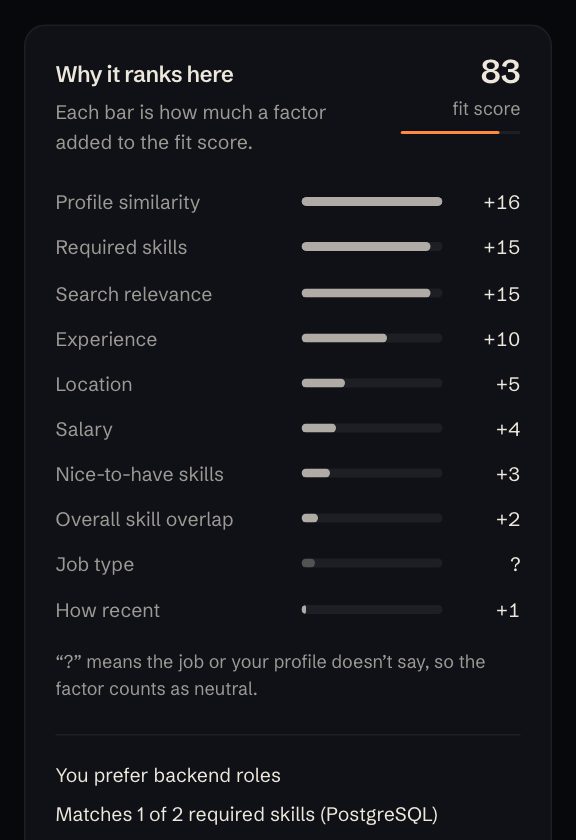 Why it ranks here
83
Each bar is how much a factor
added to the fit score.
fit score
Profile similarity +16
Required skills +15
Search relevance +15
Experience +10
Location +5
Salary +4
Nice-to-have skills +3
Overall skill overlap +2
Job type ?
How recent +1
“?” means the job or your profile doesn’t say, so the
factor counts as neutral.
You prefer backend roles
Matches 1 of 2 required skills (PostgreSQL)